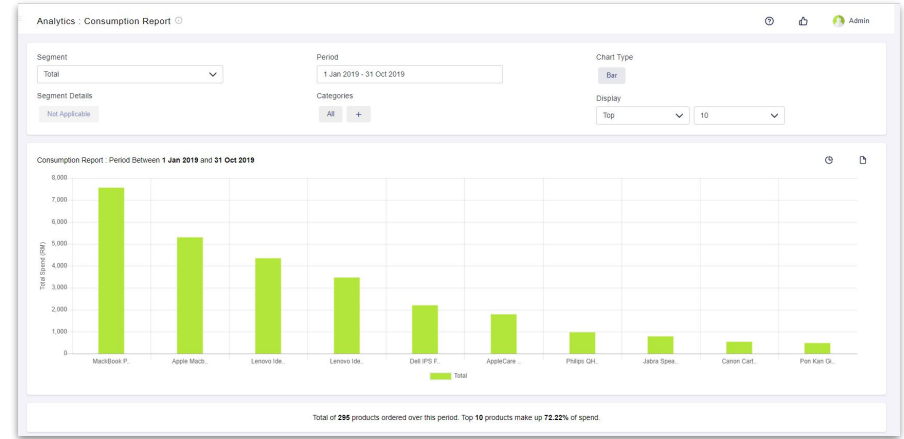 Analytics : Consumption Report
Admin
Segment
Total
Period
1 Jan 2019 - 31 Oct 2019
Chart Type
Bar
Segment Details
Not Applicable
Categories
All +
Display
Top 10
Consumption Report : Period Between 1 Jan 2019 and 31 Oct 2019
Total Spend (RM)
8,000
7,000
6,000
5,000
4,000
3,000
2,000
1,000
0
MackBook P.. Apple Macb.. Lenovo Ide.. Lenovo Ide.. Dell IPS F.. AppleCare .. Philips QH.. Jabra Spea.. Canon Cart.. Pon Kan Gi..
Total
Total of 295 products ordered over this period. Top 10 products make up 72.22% of spend.